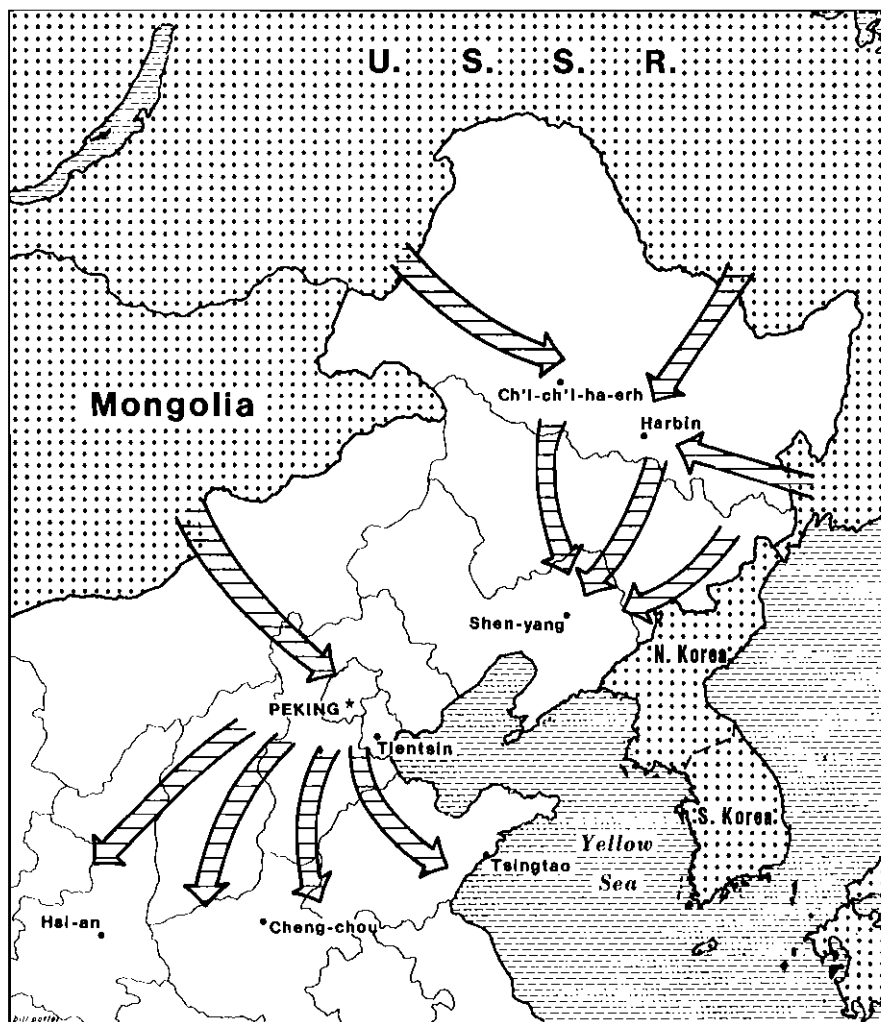 U. S. S. R.
Mongolia
Ch'i-ch'i-ha-erh
Harbin
Shen-yang
N. Korea
PEKING *
Tientsin
S. Korea
Yellow
Sea
Tsingtao
Hsi-an
Cheng-chou